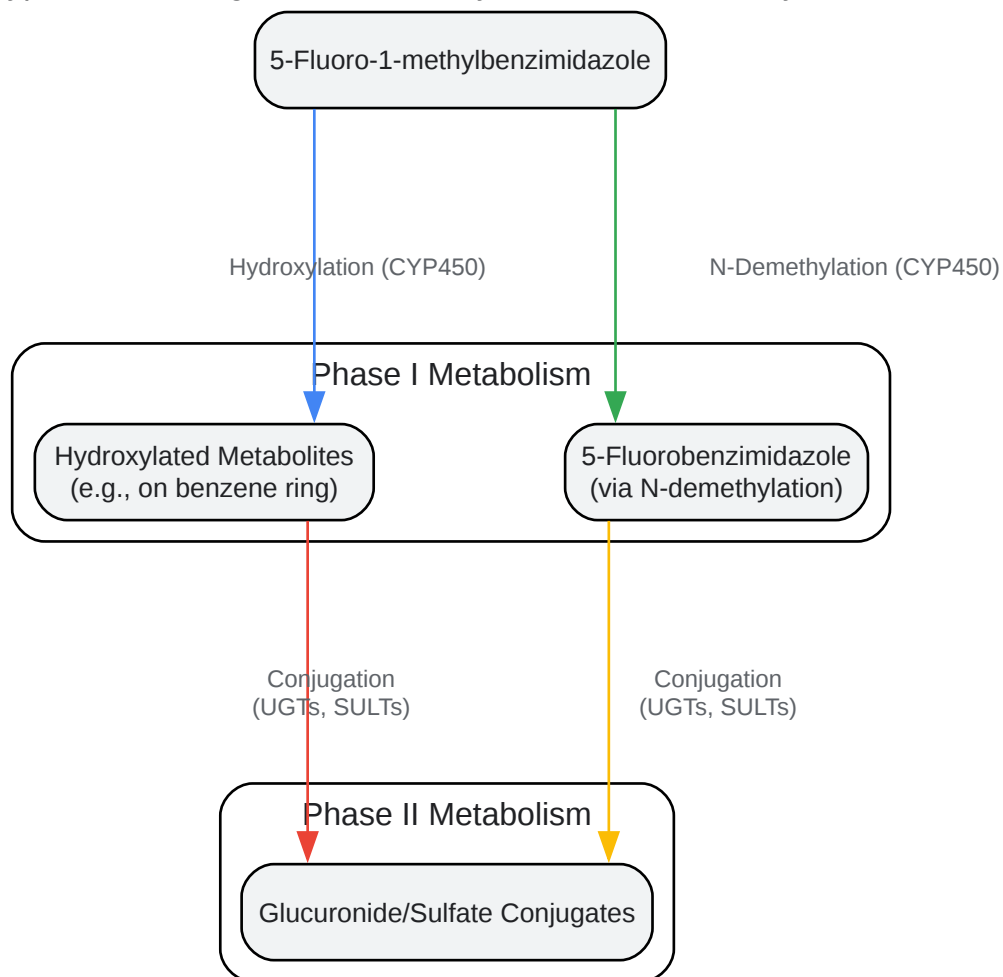 5-Fluoro-1-methylbenzimidazole
Hydroxylation (CYP450)
N-Demethylation (CYP450)
Phase I Metabolism
Hydroxylated Metabolites
(e.g., on benzene ring)
5-Fluorobenzimidazole
(via N-demethylation)
Conjugation
(UGTs, SULTs)
Conjugation
(UGTs, SULTs)
Phase II Metabolism
Glucuronide/Sulfate Conjugates